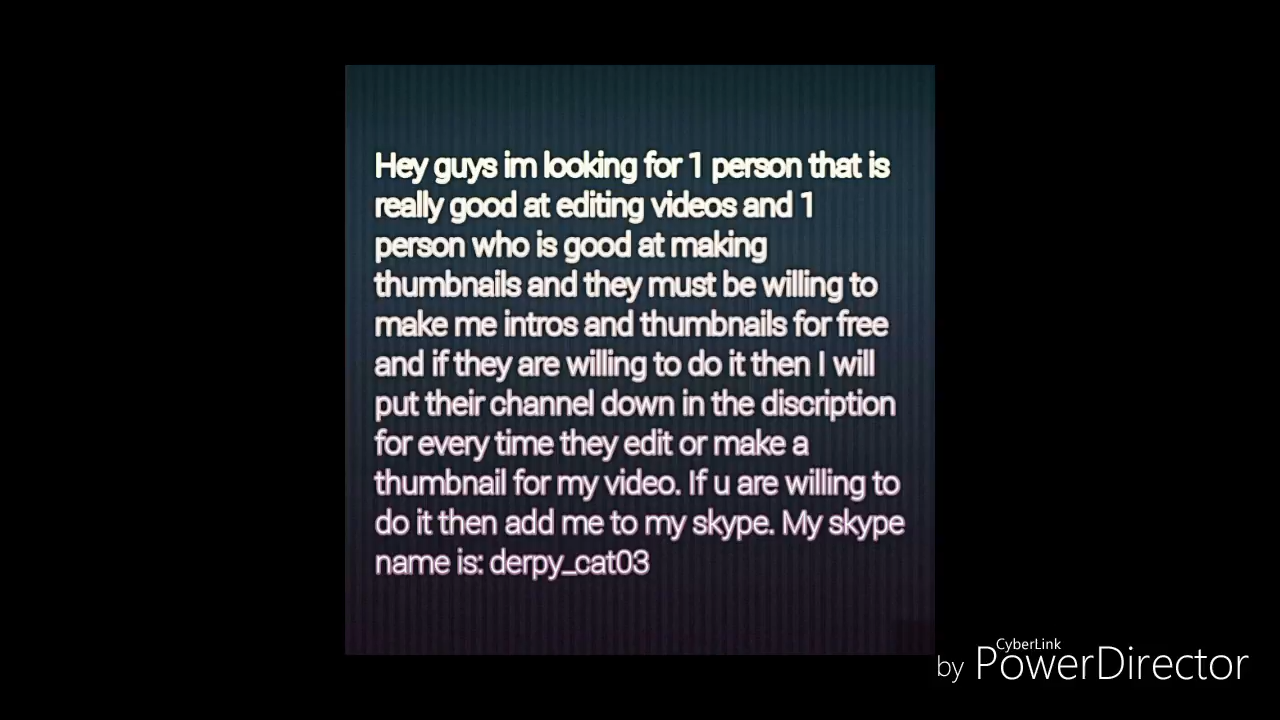 Hey guys im looking for 1 person that is
really good at editing videos and 1
person who is good at making
thumbnails and they must be willing to
make me intros and thumbnails for free
and if they are willing to do it then I will
put their channel down in the discription
for every time they edit or make a
thumbnail for my video. If u are willing to
do it then add me to my skype. My skype
name is: derpy_cat03
CyberLink
by PowerDirector